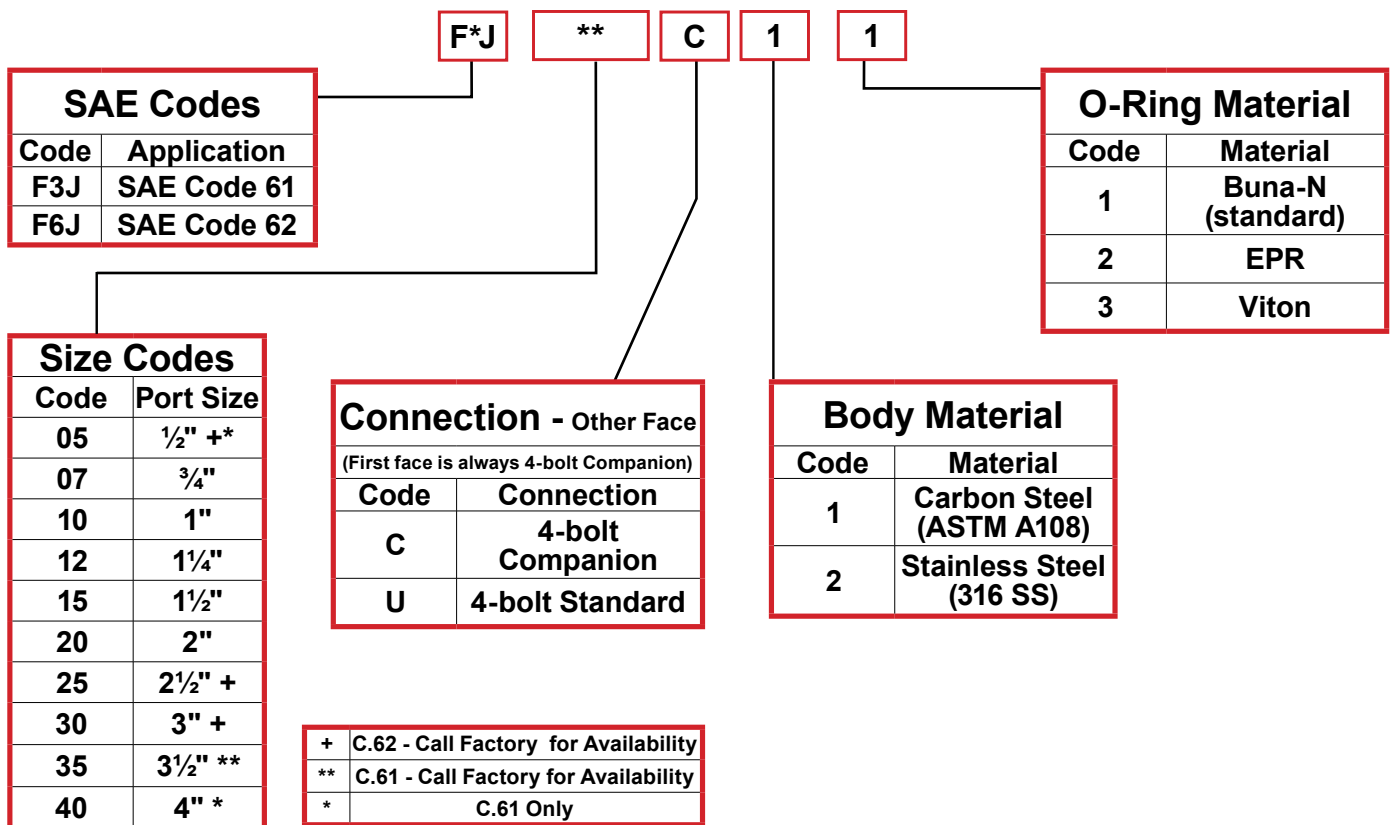 F*J ** C 1 1
SAE Codes
Code Application
F3J SAE Code 61
F6J SAE Code 62
O-Ring Material
Code Material
1 Buna-N
(standard)
2 EPR
3 Viton
Size Codes
Code Port Size
05 ½" +*
07 ¾"
10 1"
12 1¼"
15 1½"
20 2"
25 2½" +
30 3" +
35 3½" **
40 4" *
Connection - Other Face
(First face is always 4-bolt Companion)
Code Connection
C 4-bolt
Companion
U 4-bolt Standard
Body Material
Code Material
1 Carbon Steel
(ASTM A108)
2 Stainless Steel
(316 SS)
+ C.62 - Call Factory for Availability
** C.61 - Call Factory for Availability
* C.61 Only